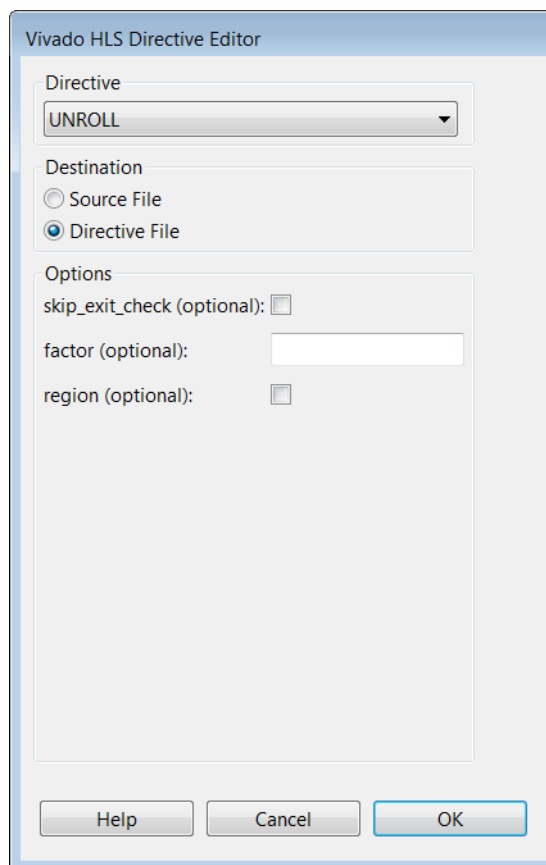 Vivado HLS Directive Editor
Directive
UNROLL
Destination
Source File
Directive File
Options
skip_exit_check (optional):
factor (optional):
region (optional):
Help Cancel OK